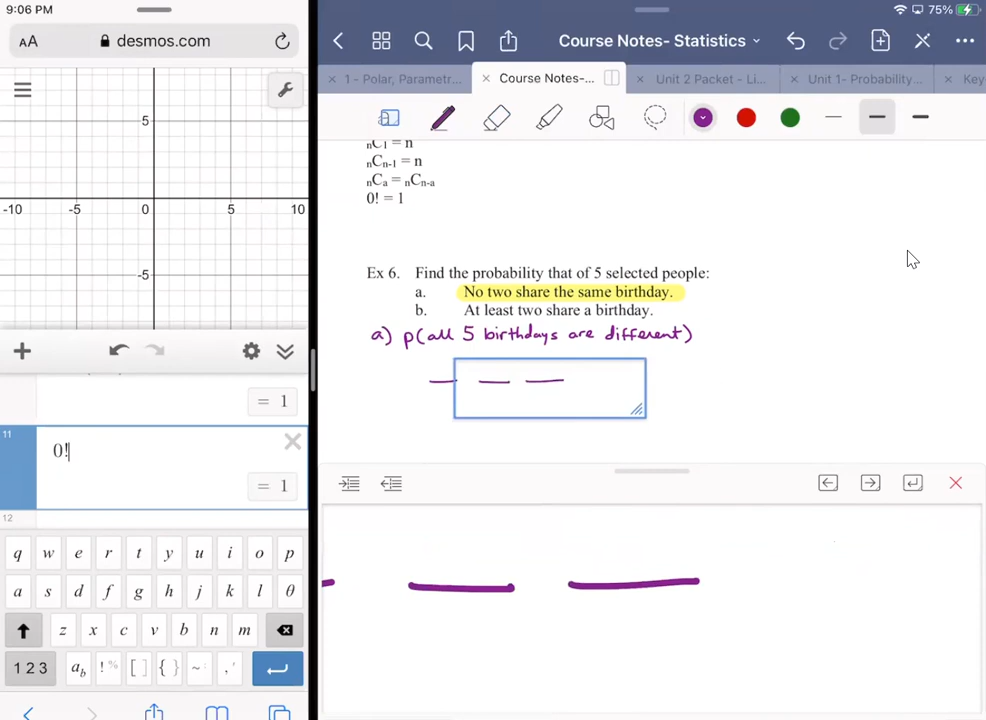 9:06 PM
75%
AA desmos.com
Course Notes- Statistics
1 - Polar, Parametr...
Course Notes-...
Unit 2 Packet - Li...
Unit 1- Probability...
Key
5
-10 -5 0 5 10
-5
nC1 = n
nCn-1 = n
nCa = nCn-a
0! = 1
Ex 6. Find the probability that of 5 selected people:
a. No two share the same birthday.
b. At least two share a birthday.
a) p(all 5 birthdays are different)
= 1
11
0!
= 1
12
q w e r t y u i o p
a s d f g h j k l θ
z x c v b n m
1 2 3 ab !% [ ] { } ~: ,'